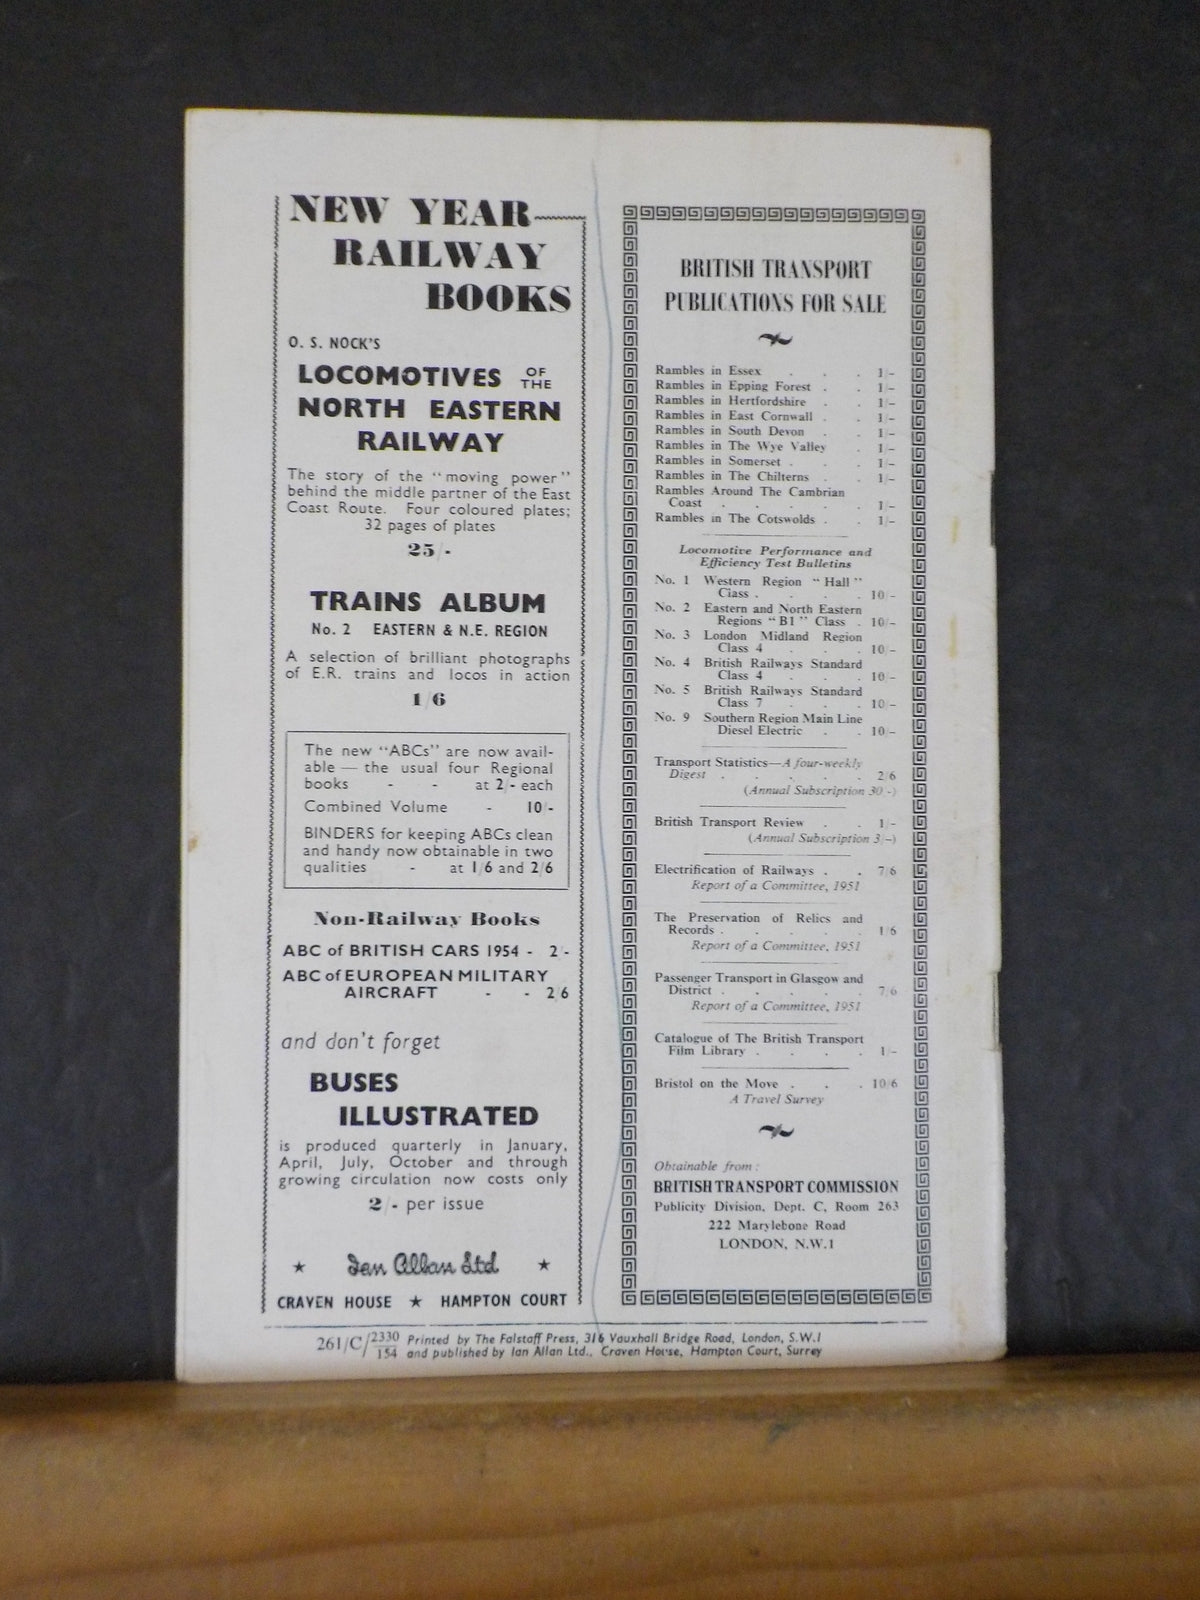 NEW YEAR
RAILWAY
BOOKS
O. S. NOCK'S
LOCOMOTIVES OF THE
NORTH EASTERN
RAILWAY
The story of the "moving power"
behind the middle partner of the East
Coast Route. Four coloured plates;
32 pages of plates
25/-
TRAINS ALBUM
No. 2 EASTERN & N.E. REGION
A selection of brilliant photographs
of E.R. trains and locos in action
1/6
The new "ABCs" are now avail-
able — the usual four Regional
books - - at 2/- each
Combined Volume - 10/-
BINDERS for keeping ABCs clean
and handy now obtainable in two
qualities - at 1/6 and 2/6
Non-Railway Books
ABC of BRITISH CARS 1954 - 2/-
ABC of EUROPEAN MILITARY
AIRCRAFT - - 2/6
and don't forget
BUSES
ILLUSTRATED
is produced quarterly in January,
April, July, October and through
growing circulation now costs only
2/- per issue
★ Ian Allan Ltd ★
CRAVEN HOUSE ★ HAMPTON COURT
BRITISH TRANSPORT
PUBLICATIONS FOR SALE
Rambles in Essex . . . 1/-
Rambles in Epping Forest . . 1/-
Rambles in Hertfordshire . . 1/-
Rambles in East Cornwall . . 1/-
Rambles in South Devon . . 1/-
Rambles in The Wye Valley . 1/-
Rambles in Somerset . . . 1/-
Rambles in The Chilterns . . 1/-
Rambles Around The Cambrian
Coast . . . . . 1/-
Rambles in The Cotswolds . . 1/-
Locomotive Performance and
Efficiency Test Bulletins
No. 1 Western Region "Hall"
Class . . . . 10/-
No. 2 Eastern and North Eastern
Regions "B1" Class . 10/-
No. 3 London Midland Region
Class 4 . . . 10/-
No. 4 British Railways Standard
Class 4 . . . 10/-
No. 5 British Railways Standard
Class 7 . . . 10/-
No. 9 Southern Region Main Line
Diesel Electric . . 10/-
Transport Statistics—A four-weekly
Digest . . . . . 2/6
(Annual Subscription 30/-)
British Transport Review . . 1/-
(Annual Subscription 3/-)
Electrification of Railways . . 7/6
Report of a Committee, 1951
The Preservation of Relics and
Records . . . . . 1/6
Report of a Committee, 1951
Passenger Transport in Glasgow and
District . . . . . 7/6
Report of a Committee, 1951
Catalogue of The British Transport
Film Library . . . . 1/-
Bristol on the Move . . . 10/6
A Travel Survey
Obtainable from:
BRITISH TRANSPORT COMMISSION
Publicity Division, Dept. C, Room 263
222 Marylebone Road
LONDON, N.W.1
261/C/2330/154 Printed by The Falstaff Press, 316 Vauxhall Bridge Road, London, S.W.1
and published by Ian Allan Ltd., Craven House, Hampton Court, Surrey